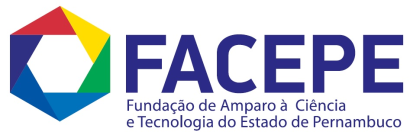 FACEPE
Fundação de Amparo à Ciência
e Tecnologia do Estado de Pernambuco